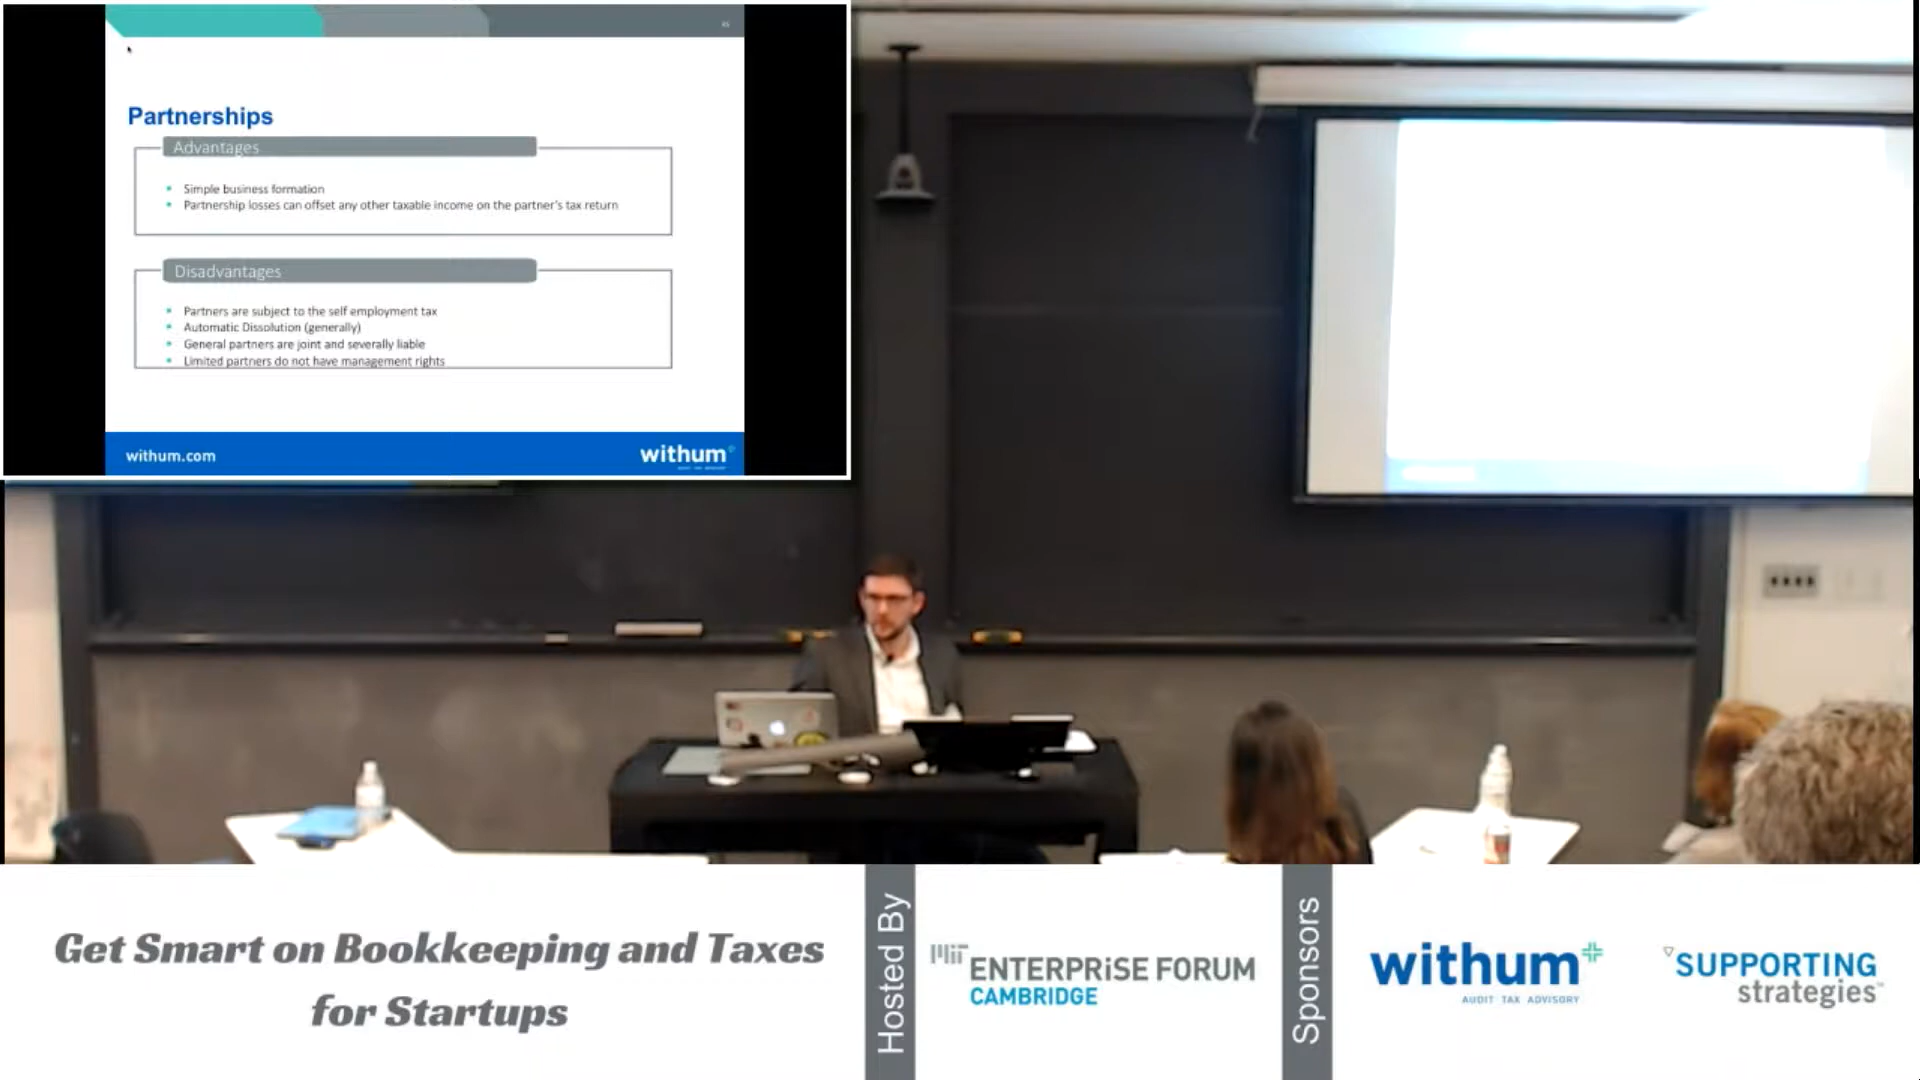 Partnerships
Advantages
Simple business formation
Partnership losses can offset any other taxable income on the partner's tax return
Disadvantages
Partners are subject to the self employment tax
Automatic Dissolution (generally)
General partners are joint and severally liable
Limited partners do not have management rights
withum.com
withum
Get Smart on Bookkeeping and Taxes
for Startups
Hosted By
MIT
ENTERPRiSE FORUM
CAMBRIDGE
Sponsors
withum
AUDIT TAX ADVISORY
SUPPORTING
strategies